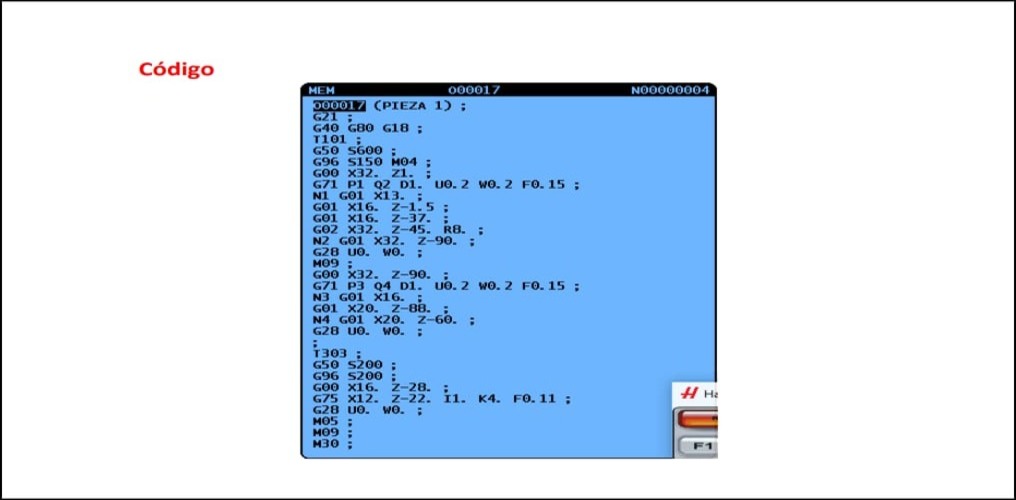 Código
MEM O00017 N00000004
O00017 (PIEZA 1) ;
G21 ;
G40 G80 G18 ;
T101 ;
G50 S600 ;
G96 S150 M04 ;
G00 X32. Z1. ;
G71 P1 Q2 D1. U0.2 W0.2 F0.15 ;
N1 G01 X13. ;
G01 X16. Z-1.5 ;
G01 X16. Z-37. ;
G02 X32. Z-45. R8. ;
N2 G01 X32. Z-90. ;
G28 U0. W0. ;
M09 ;
G00 X32. Z-90. ;
G71 P3 Q4 D1. U0.2 W0.2 F0.15 ;
N3 G01 X16. ;
G01 X20. Z-88. ;
N4 G01 X20. Z-60. ;
G28 U0. W0. ;
;
T303 ;
G50 S200 ;
G96 S200 ;
G00 X16. Z-28. ;
G75 X12. Z-22. I1. K4. F0.11 ;
G28 U0. W0. ;
M05 ;
M09 ;
M30 ;
Ha
F1